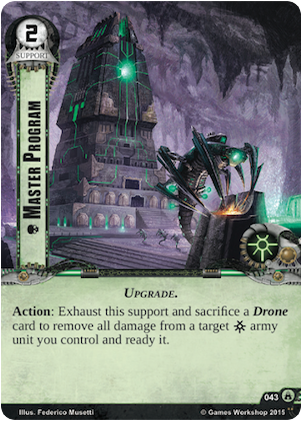 2
SUPPORT
MASTER PROGRAM
UPGRADE.
Action: Exhaust this support and sacrifice a Drone
card to remove all damage from a target army
unit you control and ready it.
043
Illus. Federico Musetti
© Games Workshop 2015